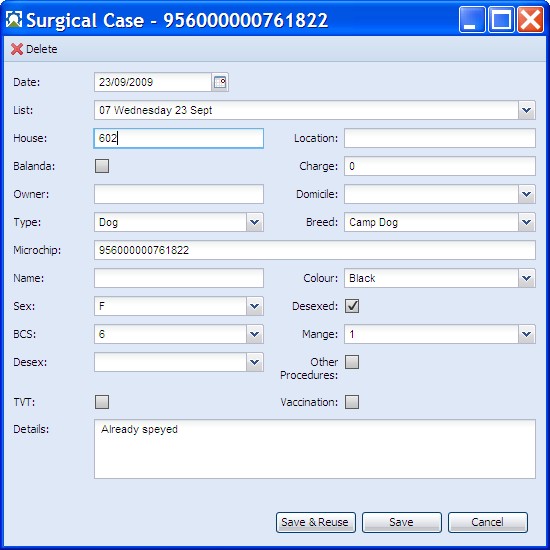 Surgical Case - 956000000761822
Delete
Date: 23/09/2009
List: 07 Wednesday 23 Sept
House: 602 Location:
Balanda: Charge: 0
Owner: Domicile:
Type: Dog Breed: Camp Dog
Microchip: 956000000761822
Name: Colour: Black
Sex: F Desexed:
BCS: 6 Mange: 1
Desex: Other
Procedures:
TVT: Vaccination:
Details: Already speyed
Save & Reuse Save Cancel